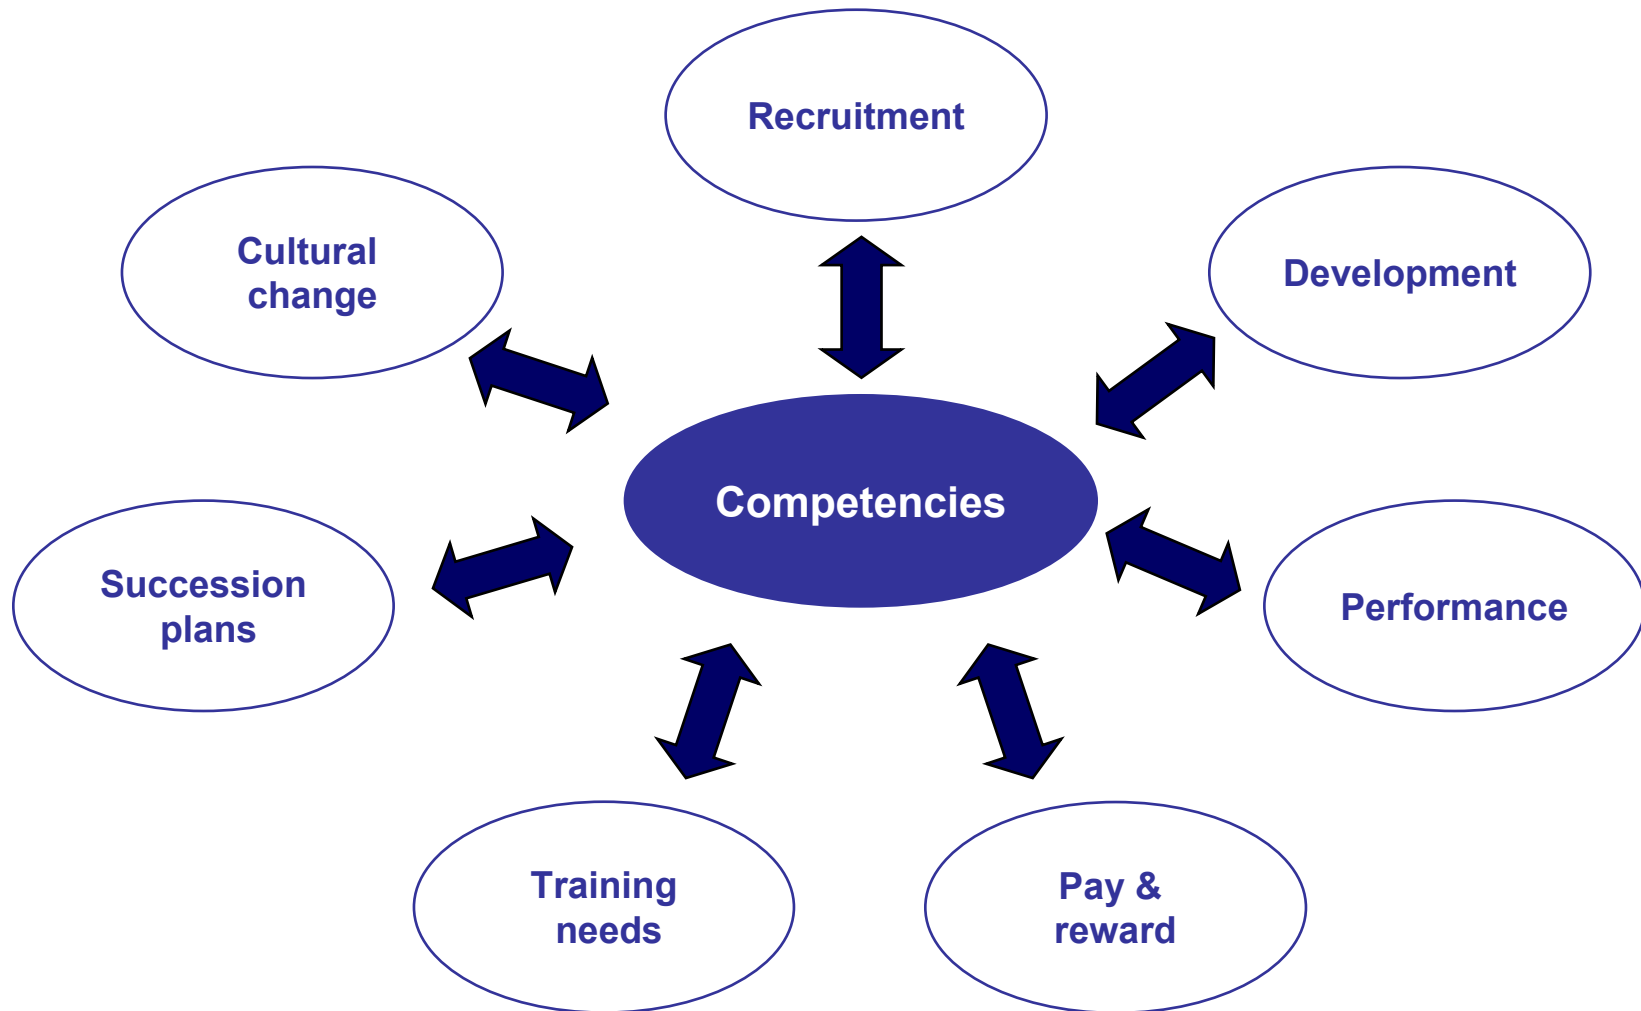 Recruitment
Cultural
change
Development
Competencies
Succession
plans
Performance
Training
needs
Pay &
reward